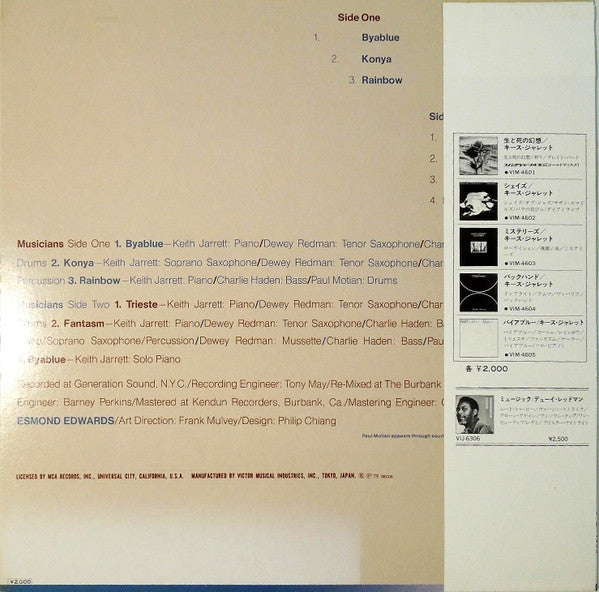 Side One
1. Byablue
2. Konya
3. Rainbow
Sid
1.
2.
3.
4.
Musicians Side One 1. Byablue—Keith Jarrett: Piano/Dewey Redman: Tenor Saxophone/Char
Drums 2. Konya—Keith Jarrett: Soprano Saxophone/Dewey Redman: Tenor Saxophone/Ch
Percussion 3. Rainbow—Keith Jarrett: Piano/Charlie Haden: Bass/Paul Motian: Drums
Musicians Side Two 1. Trieste—Keith Jarrett: Piano/Dewey Redman: Tenor Saxophone/Char
Drums 2. Fantasm—Keith Jarrett: Piano/Dewey Redman: Tenor Saxophone/Charlie Haden: B
/Soprano Saxophone/Percussion/Dewey Redman: Mussette/Charlie Haden: Bass/Pau
Byablue—Keith Jarrett: Solo Piano
Recorded at Generation Sound, N.Y.C./Recording Engineer: Tony May/Re-Mixed at The Burbank
Engineer: Barney Perkins/Mastered at Kendun Recorders, Burbank, Ca./Mastering Engineer:
ESMOND EDWARDS/Art Direction: Frank Mulvey/Design: Philip Chiang
Paul Motian appears through court
LICENSED BY MCA RECORDS, INC., UNIVERSAL CITY, CALIFORNIA, U.S.A. MANUFACTURED BY VICTOR MUSICAL INDUSTRIES, INC., TOKYO, JAPAN. Ⓡ Ⓟ '79 DECCA
¥2,000
生と死の幻想／
キース・ジャレット
●VIM-4601
シェイズ／
キース・ジャレット
●VIM-4602
ミステリーズ／
キース・ジャレット
●VIM-4603
バックハンド／
キース・ジャレット
●VIM-4604
バイアブルー／キース・ジャレット
●VIM-4605
各 ¥2,000
ミュージック／デューイ・レッドマン
VIJ-6306 ¥2,500